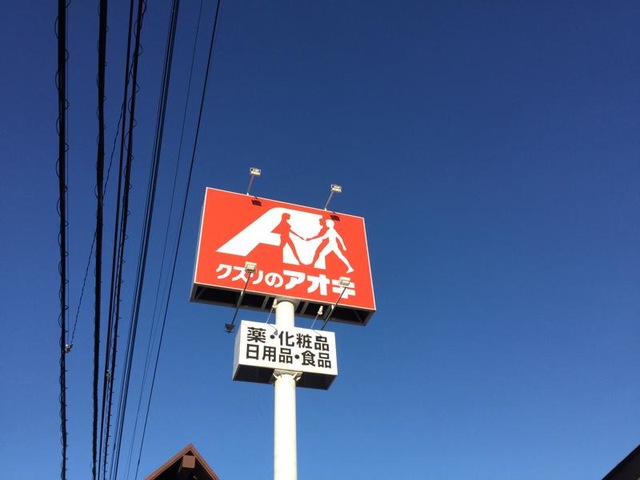 クスリのアオキ
薬・化粧品
日用品・食品